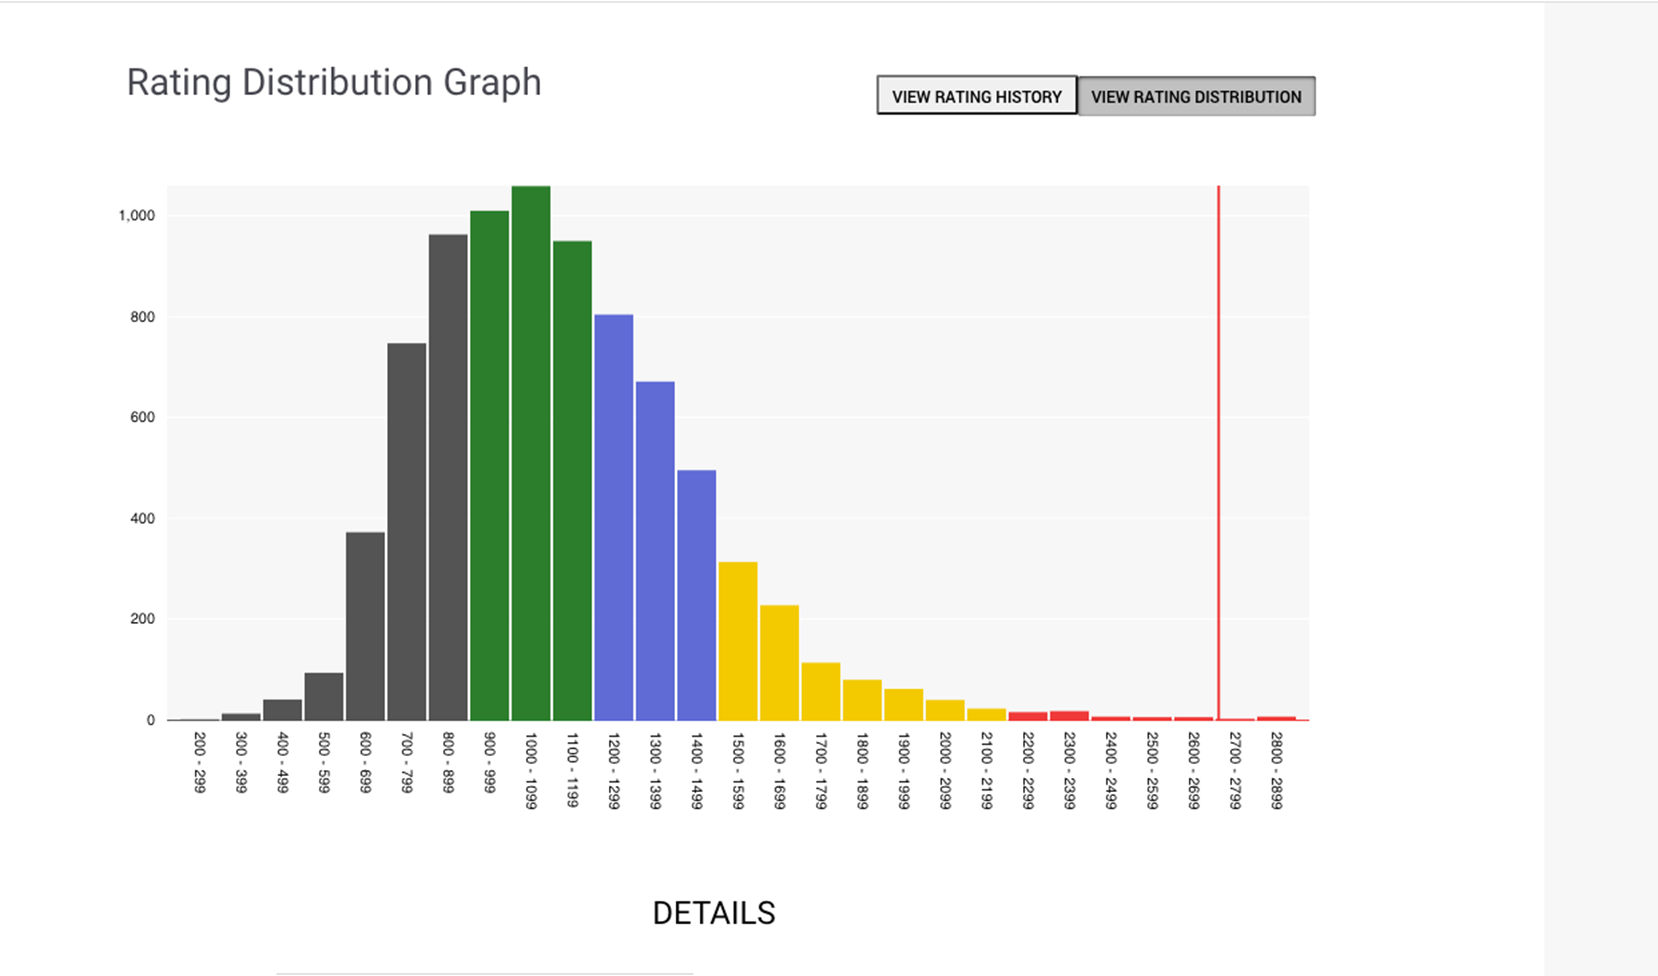 Rating Distribution Graph
VIEW RATING HISTORY
VIEW RATING DISTRIBUTION
1,000
800
600
400
200
0
200 - 299
300 - 399
400 - 499
500 - 599
600 - 699
700 - 799
800 - 899
900 - 999
1000 - 1099
1100 - 1199
1200 - 1299
1300 - 1399
1400 - 1499
1500 - 1599
1600 - 1699
1700 - 1799
1800 - 1899
1900 - 1999
2000 - 2099
2100 - 2199
2200 - 2299
2300 - 2399
2400 - 2499
2500 - 2599
2600 - 2699
2700 - 2799
2800 - 2899
DETAILS